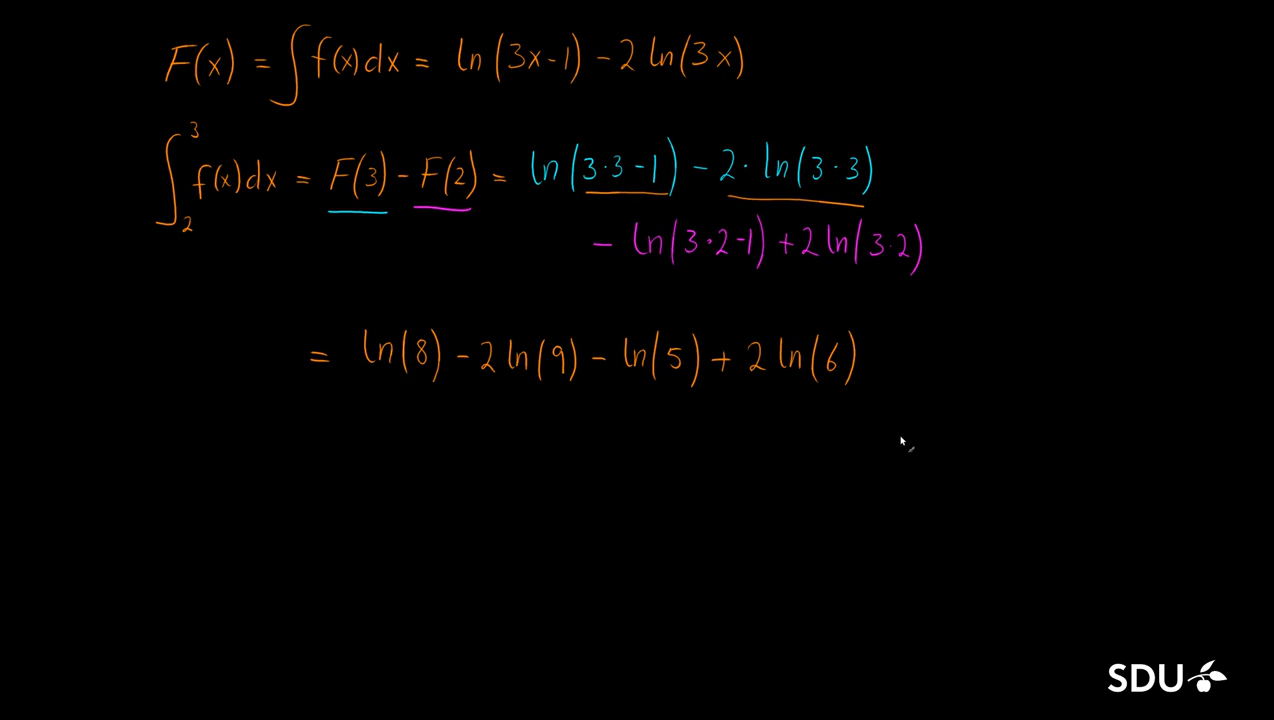 F(x) = ∫ f(x) dx = ln(3x-1) - 2 ln(3x)
∫₂³ f(x) dx = F(3) - F(2) = ln(3·3-1) - 2·ln(3·3)
- ln(3·2-1) + 2 ln(3·2)
= ln(8) - 2 ln(9) - ln(5) + 2 ln(6)
SDU